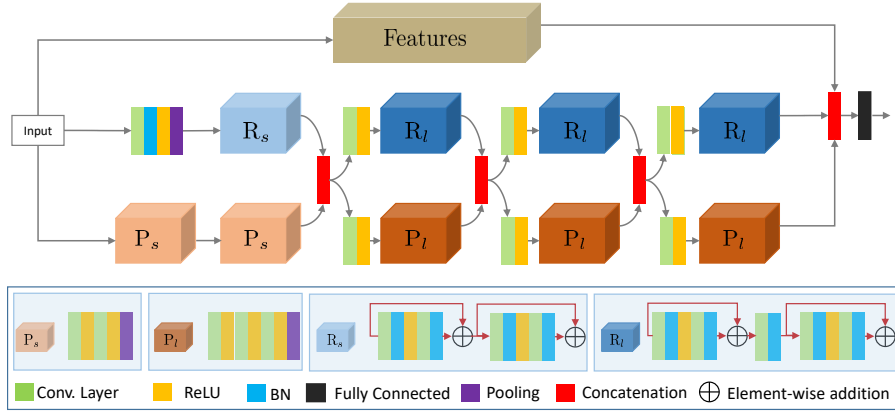 Features
Input
R_s
R_l
R_l
R_l
P_s
P_s
P_l
P_l
P_l
P_s
P_l
R_s
R_l
Conv. Layer
ReLU
BN
Fully Connected
Pooling
Concatenation
Element-wise addition